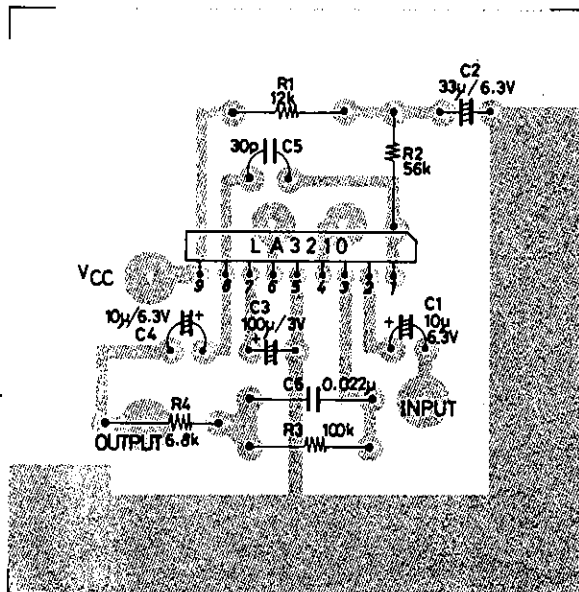 C2
33µ/6.3V
R1
12k
30p C5
R2
56k
LA3210
VCC
9 8 7 6 5 4 3 2 1
10µ/6.3V
C4
+
C3
100µ/3V
+
C1
10µ
6.3V
+
C6 0.022µ
INPUT
R4
OUTPUT 6.8k
R3 100k